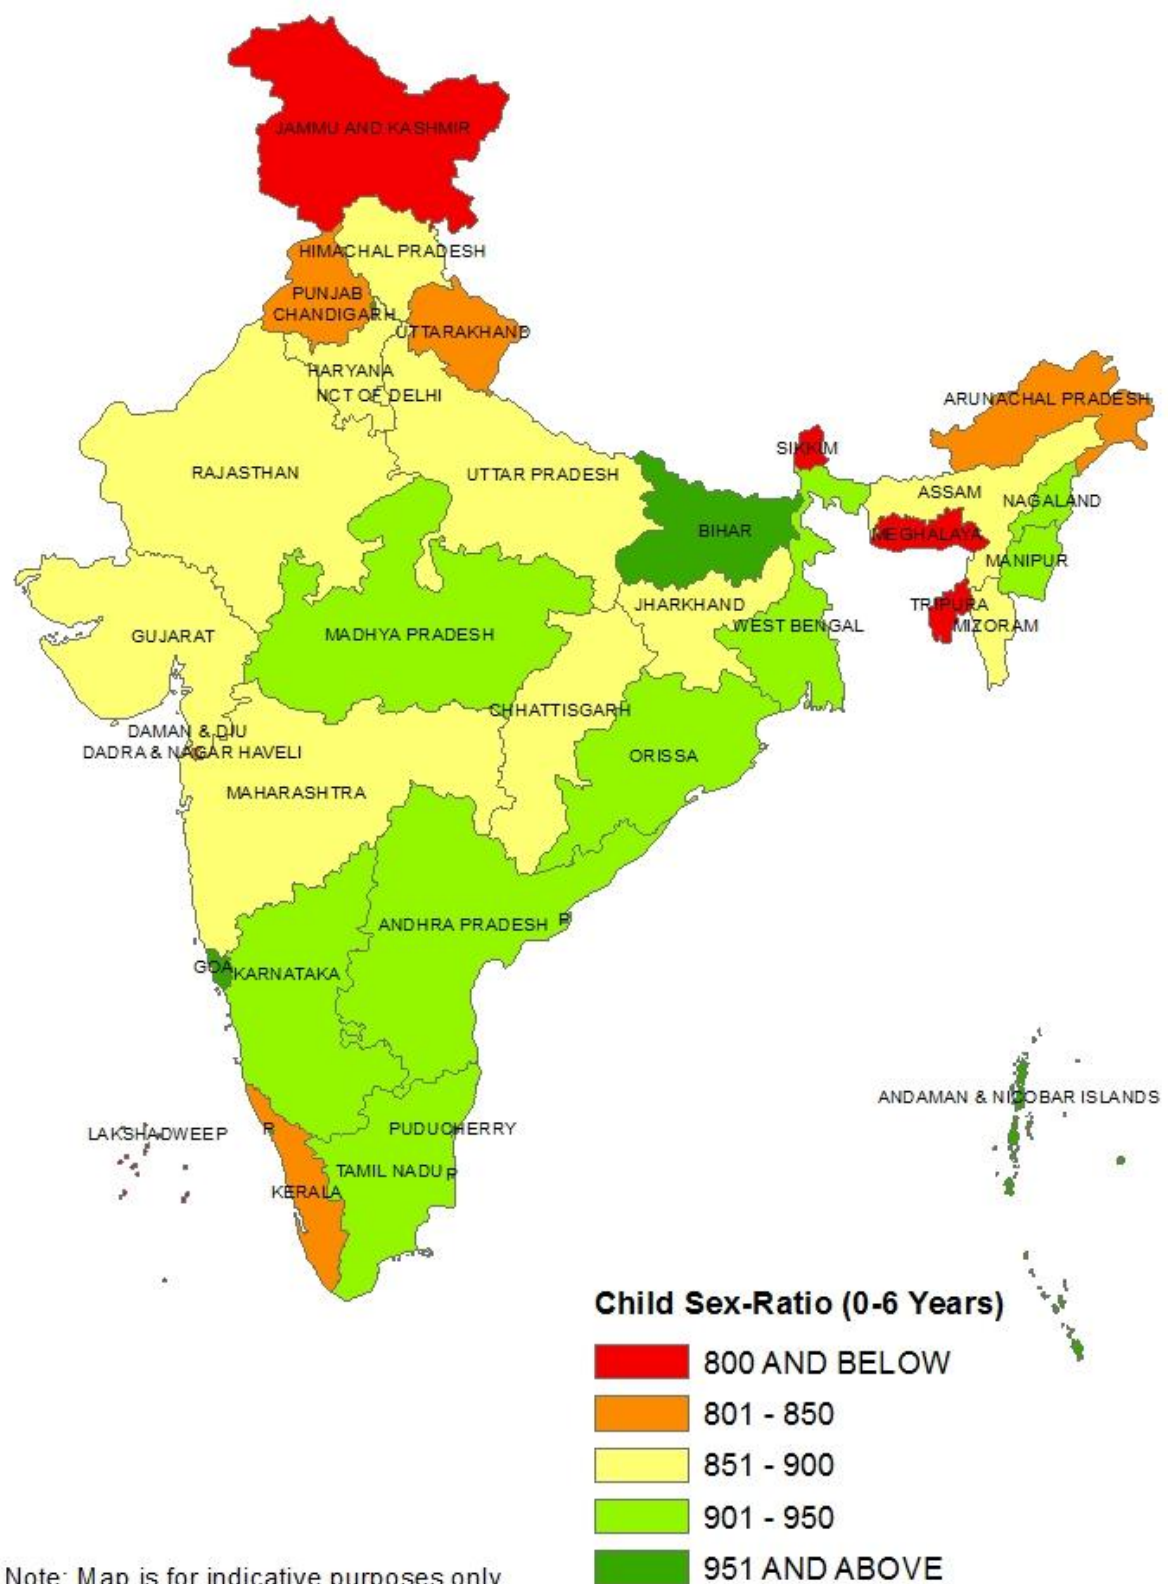 JAMMU AND KASHMIR
HIMACHAL PRADESH
PUNJAB
CHANDIGARH
UTTARAKHAND
HARYANA
NCT OF DELHI
ARUNACHAL PRADESH
SIKKIM
RAJASTHAN
UTTAR PRADESH
ASSAM
NAGALAND
BIHAR
MEGHALAYA
MANIPUR
JHARKHAND
TRIPURA
GUJARAT
MADHYA PRADESH
WEST BENGAL
MIZORAM
CHHATTISGARH
DAMAN & DIU
DADRA & NAGAR HAVELI
ORISSA
MAHARASHTRA
ANDHRA PRADESH
P
GOA
KARNATAKA
ANDAMAN & NICOBAR ISLANDS
LAKSHADWEEP
P
PUDUCHERRY
TAMIL NADU
P
KERALA
Child Sex-Ratio (0-6 Years)
800 AND BELOW
801 - 850
851 - 900
901 - 950
951 AND ABOVE
Note: Map is for indicative purposes only